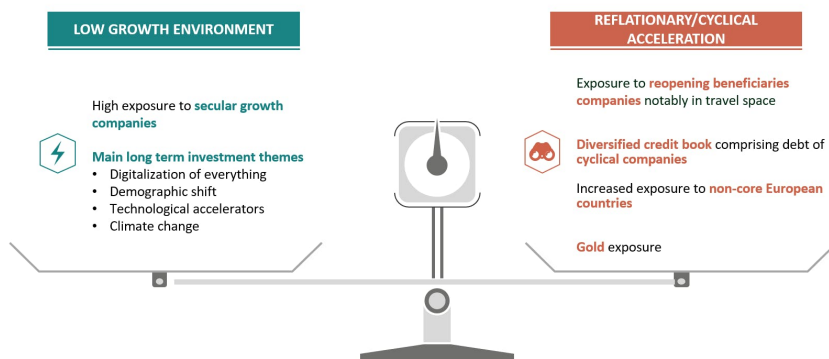 LOW GROWTH ENVIRONMENT
High exposure to secular growth
companies
Main long term investment themes
• Digitalization of everything
• Demographic shift
• Technological accelerators
• Climate change
REFLATIONARY/CYCLICAL
ACCELERATION
Exposure to reopening beneficiaries
companies notably in travel space
Diversified credit book comprising debt of
cyclical companies
Increased exposure to non-core European
countries
Gold exposure